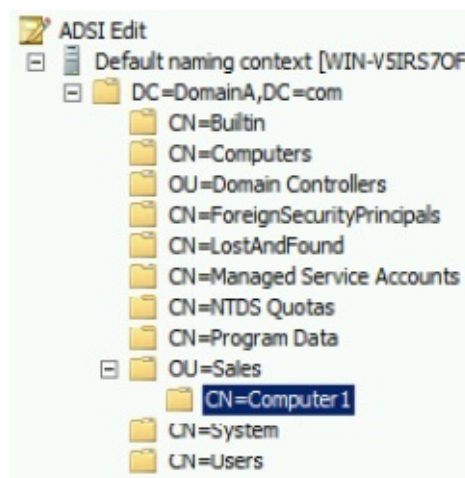 ADSI Edit
Default naming context [WIN-V5IRS7OF
DC=DomainA,DC=com
CN=Builtin
CN=Computers
OU=Domain Controllers
CN=ForeignSecurityPrincipals
CN=LostAndFound
CN=Managed Service Accounts
CN=NTDS Quotas
CN=Program Data
OU=Sales
CN=Computer1
CN=System
CN=Users